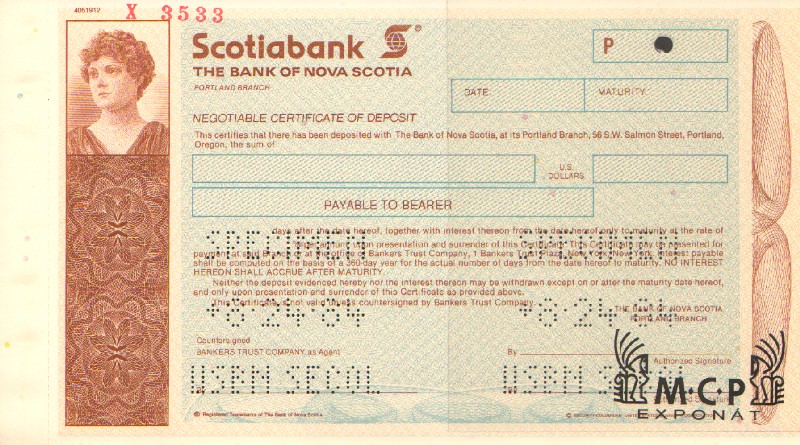 4051912
X 3533
Scotiabank
THE BANK OF NOVA SCOTIA
PORTLAND BRANCH
P
DATE: MATURITY:
NEGOTIABLE CERTIFICATE OF DEPOSIT
This certifies that there has been deposited with The Bank of Nova Scotia, at its Portland Branch, 56 S.W. Salmon Street, Portland,
Oregon, the sum of
U.S.
DOLLARS
PAYABLE TO BEARER
days after the date hereof, together with interest thereon from the date hereof only to maturity at the rate of
SPECIMEN SPECIMEN
per annum, upon presentation and surrender of this Certificate. This Certificate may be presented for
payment at said Branch or at the office of Bankers Trust Company, 1 Bankers Trust Plaza, New York, New York. Interest payable
shall be computed on the basis of a 360-day year for the actual number of days from the date hereof to maturity. NO INTEREST
HEREON SHALL ACCRUE AFTER MATURITY.
Neither the deposit evidenced hereby nor the interest thereon may be withdrawn except on or after the maturity date hereof,
and only upon presentation and surrender of this Certificate as provided above.
This Certificate is not valid unless countersigned by Bankers Trust Company.
THE BANK OF NOVA SCOTIA
PORTLAND BRANCH
Countersigned
BANKERS TRUST COMPANY, as Agent
By
Authorized Signature
USBN SECOL USBN
M·C·P
EXPONÁT
® Registered Trademarks of The Bank of Nova Scotia.